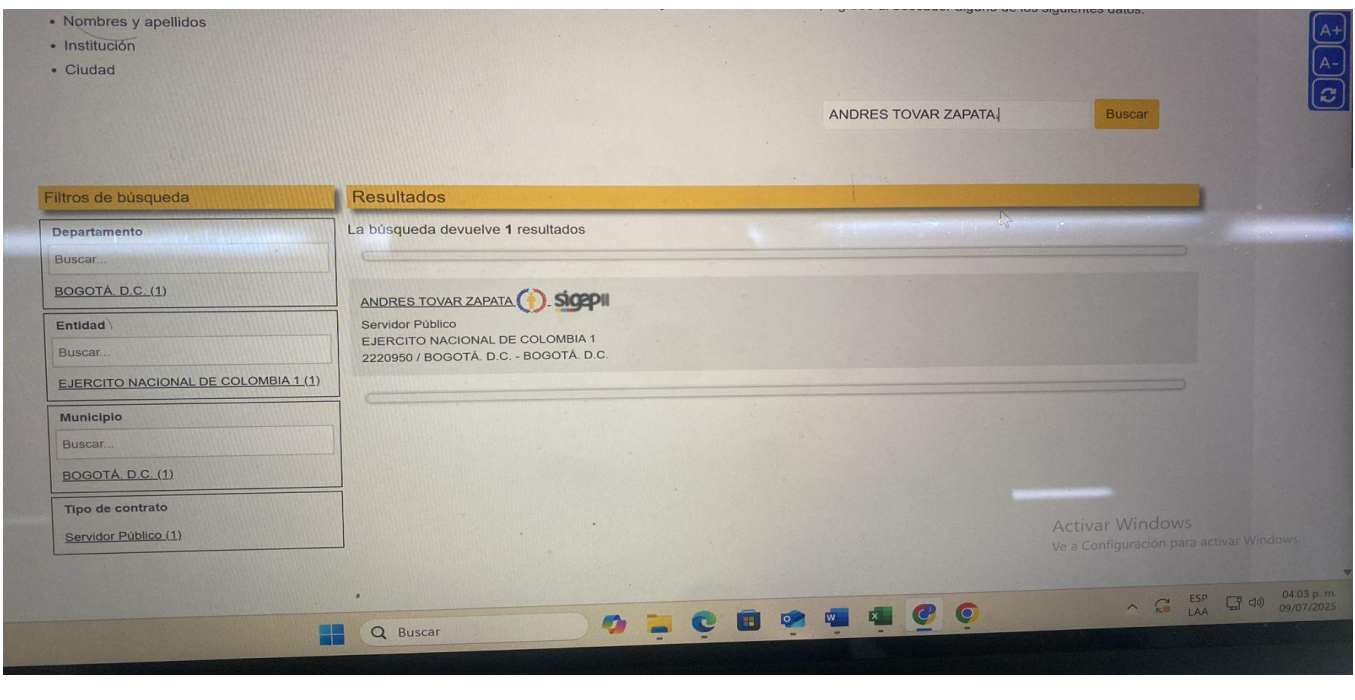 • Nombres y apellidos
• Institución
• Ciudad
siguientes datos:
A+
A-
ANDRES TOVAR ZAPATA.
Buscar
Filtros de búsqueda
Departamento
Buscar...
BOGOTÁ. D.C. (1)
Entidad
Buscar...
EJERCITO NACIONAL DE COLOMBIA 1 (1)
Municipio
Buscar...
BOGOTÁ. D.C. (1)
Tipo de contrato
Servidor Público (1)
Resultados
La búsqueda devuelve 1 resultados
ANDRES TOVAR ZAPATA - sigepII
Servidor Público
EJERCITO NACIONAL DE COLOMBIA 1
2220950 / BOGOTÁ. D.C. - BOGOTÁ. D.C.
Activar Windows
Ve a Configuración para activar Windows.
Buscar
ESP
LAA
04:03 p. m.
09/07/2025